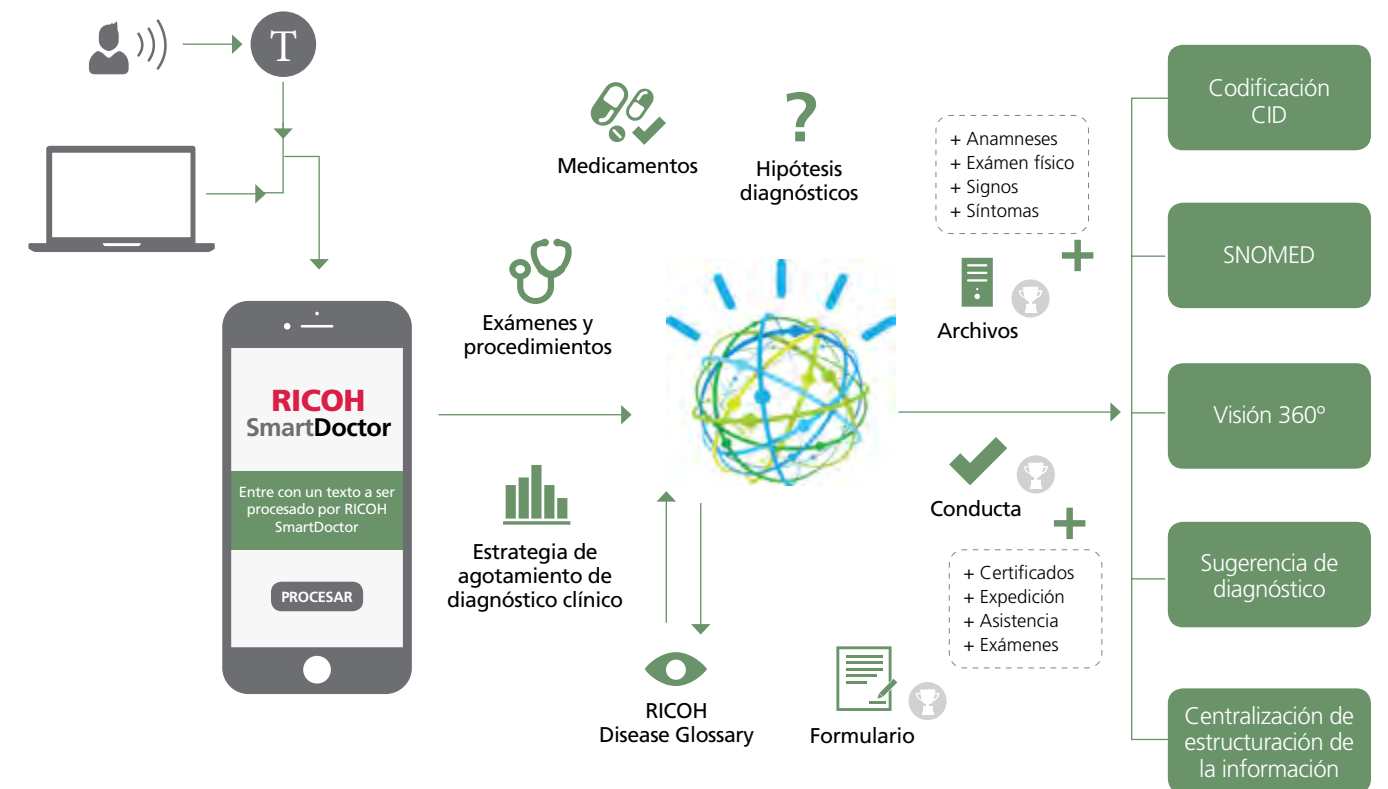 T
RICOH
SmartDoctor
Entre con un texto a ser
procesado por RICOH
SmartDoctor
PROCESAR
Medicamentos
?
Hipótesis
diagnósticos
Exámenes y
procedimientos
Estrategia de
agotamiento de
diagnóstico clínico
RICOH
Disease Glossary
+ Anamneses
+ Exámen físico
+ Signos
+ Síntomas
+
Archivos
Conducta
+
+ Certificados
+ Expedición
+ Asistencia
+ Exámenes
Formulario
Codificación
CID
SNOMED
Visión 360º
Sugerencia de
diagnóstico
Centralización de
estructuración de
la información